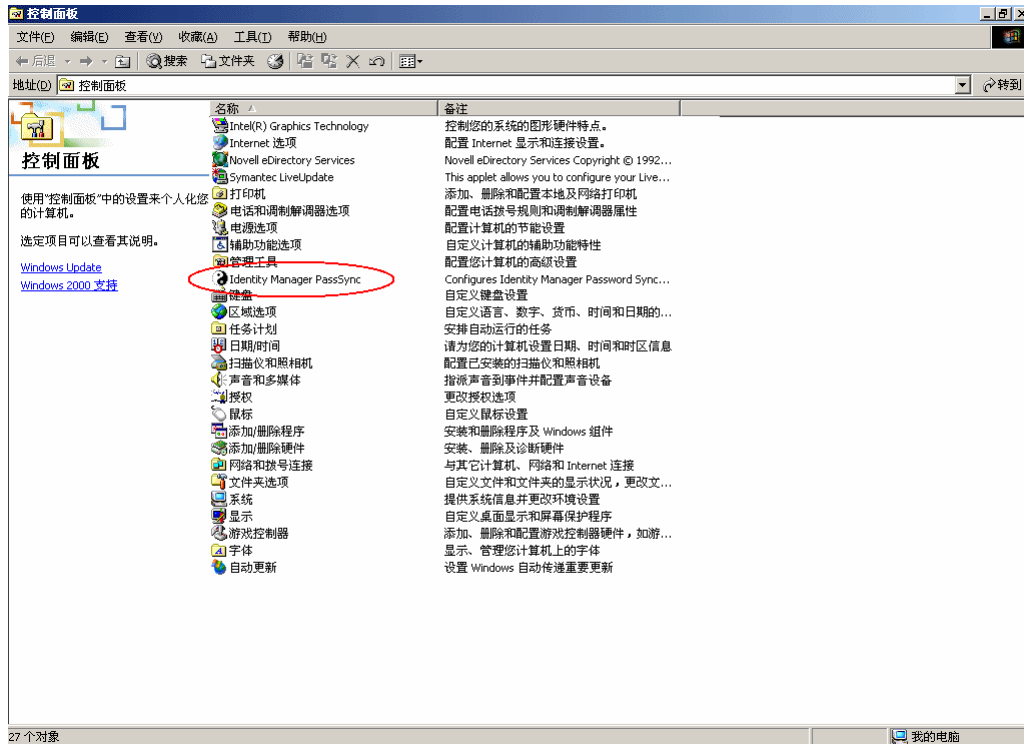 控制面板
文件(F) 编辑(E) 查看(V) 收藏(A) 工具(T) 帮助(H)
后退 搜索 文件夹
地址(D) 控制面板 转到
控制面板
使用“控制面板”中的设置来个人化您
的计算机。
选定项目可以查看其说明。
Windows Update
Windows 2000 支持
名称 备注
Intel(R) Graphics Technology 控制您的系统的图形硬件特点。
Internet 选项 配置 Internet 显示和连接设置。
Novell eDirectory Services Novell eDirectory Services Copyright © 1992...
Symantec LiveUpdate This applet allows you to configure your Live...
打印机 添加、删除和配置本地及网络打印机
电话和调制解调器选项 配置电话拨号规则和调制解调器属性
电源选项 配置计算机的节能设置
辅助功能选项 自定义计算机的辅助功能特性
管理工具 配置您计算机的高级设置
Identity Manager PassSync Configures Identity Manager Password Sync...
键盘 自定义键盘设置
区域选项 自定义语言、数字、货币、时间和日期的...
任务计划 安排自动运行的任务
日期/时间 请为您的计算机设置日期、时间和时区信息
扫描仪和照相机 配置已安装的扫描仪和照相机
声音和多媒体 指派声音到事件并配置声音设备
授权 更改授权选项
鼠标 自定义鼠标设置
添加/删除程序 安装和删除程序及 Windows 组件
添加/删除硬件 安装、删除及诊断硬件
网络和拨号连接 与其它计算机、网络和 Internet 连接
文件夹选项 自定义文件和文件夹的显示状况，更改文...
系统 提供系统信息并更改环境设置
显示 自定义桌面显示和屏幕保护程序
游戏控制器 添加、删除和配置游戏控制器硬件，如游...
字体 显示、管理您计算机上的字体
自动更新 设置 Windows 自动传递重要更新
27 个对象 我的电脑